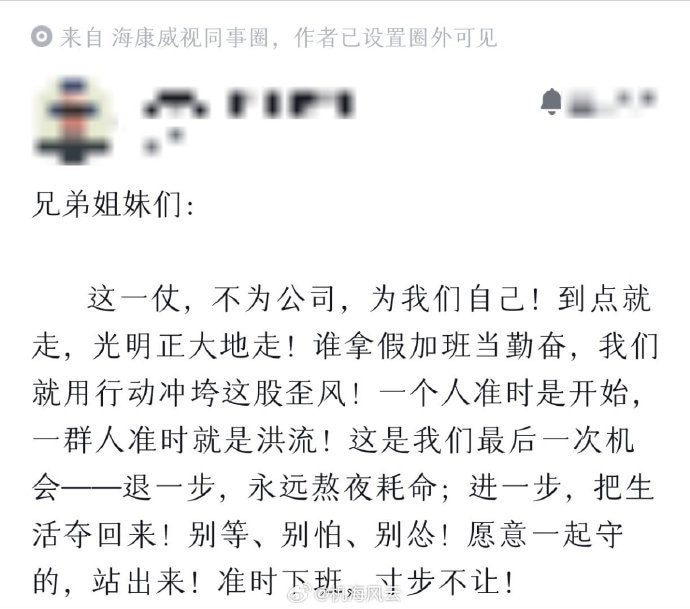 来自 海康威视同事圈，作者已设置圈外可见
兄弟姐妹们：
这一仗，不为公司，为我们自己！到点就
走，光明正大地走！谁拿假加班当勤奋，我们
就用行动冲垮这股歪风！一个人准时是开始，
一群人准时就是洪流！这是我们最后一次机
会——退一步，永远熬夜耗命；进一步，把生
活夺回来！别等、别怕、别怂！愿意一起守
的，站出来！准时下班，寸步不让！